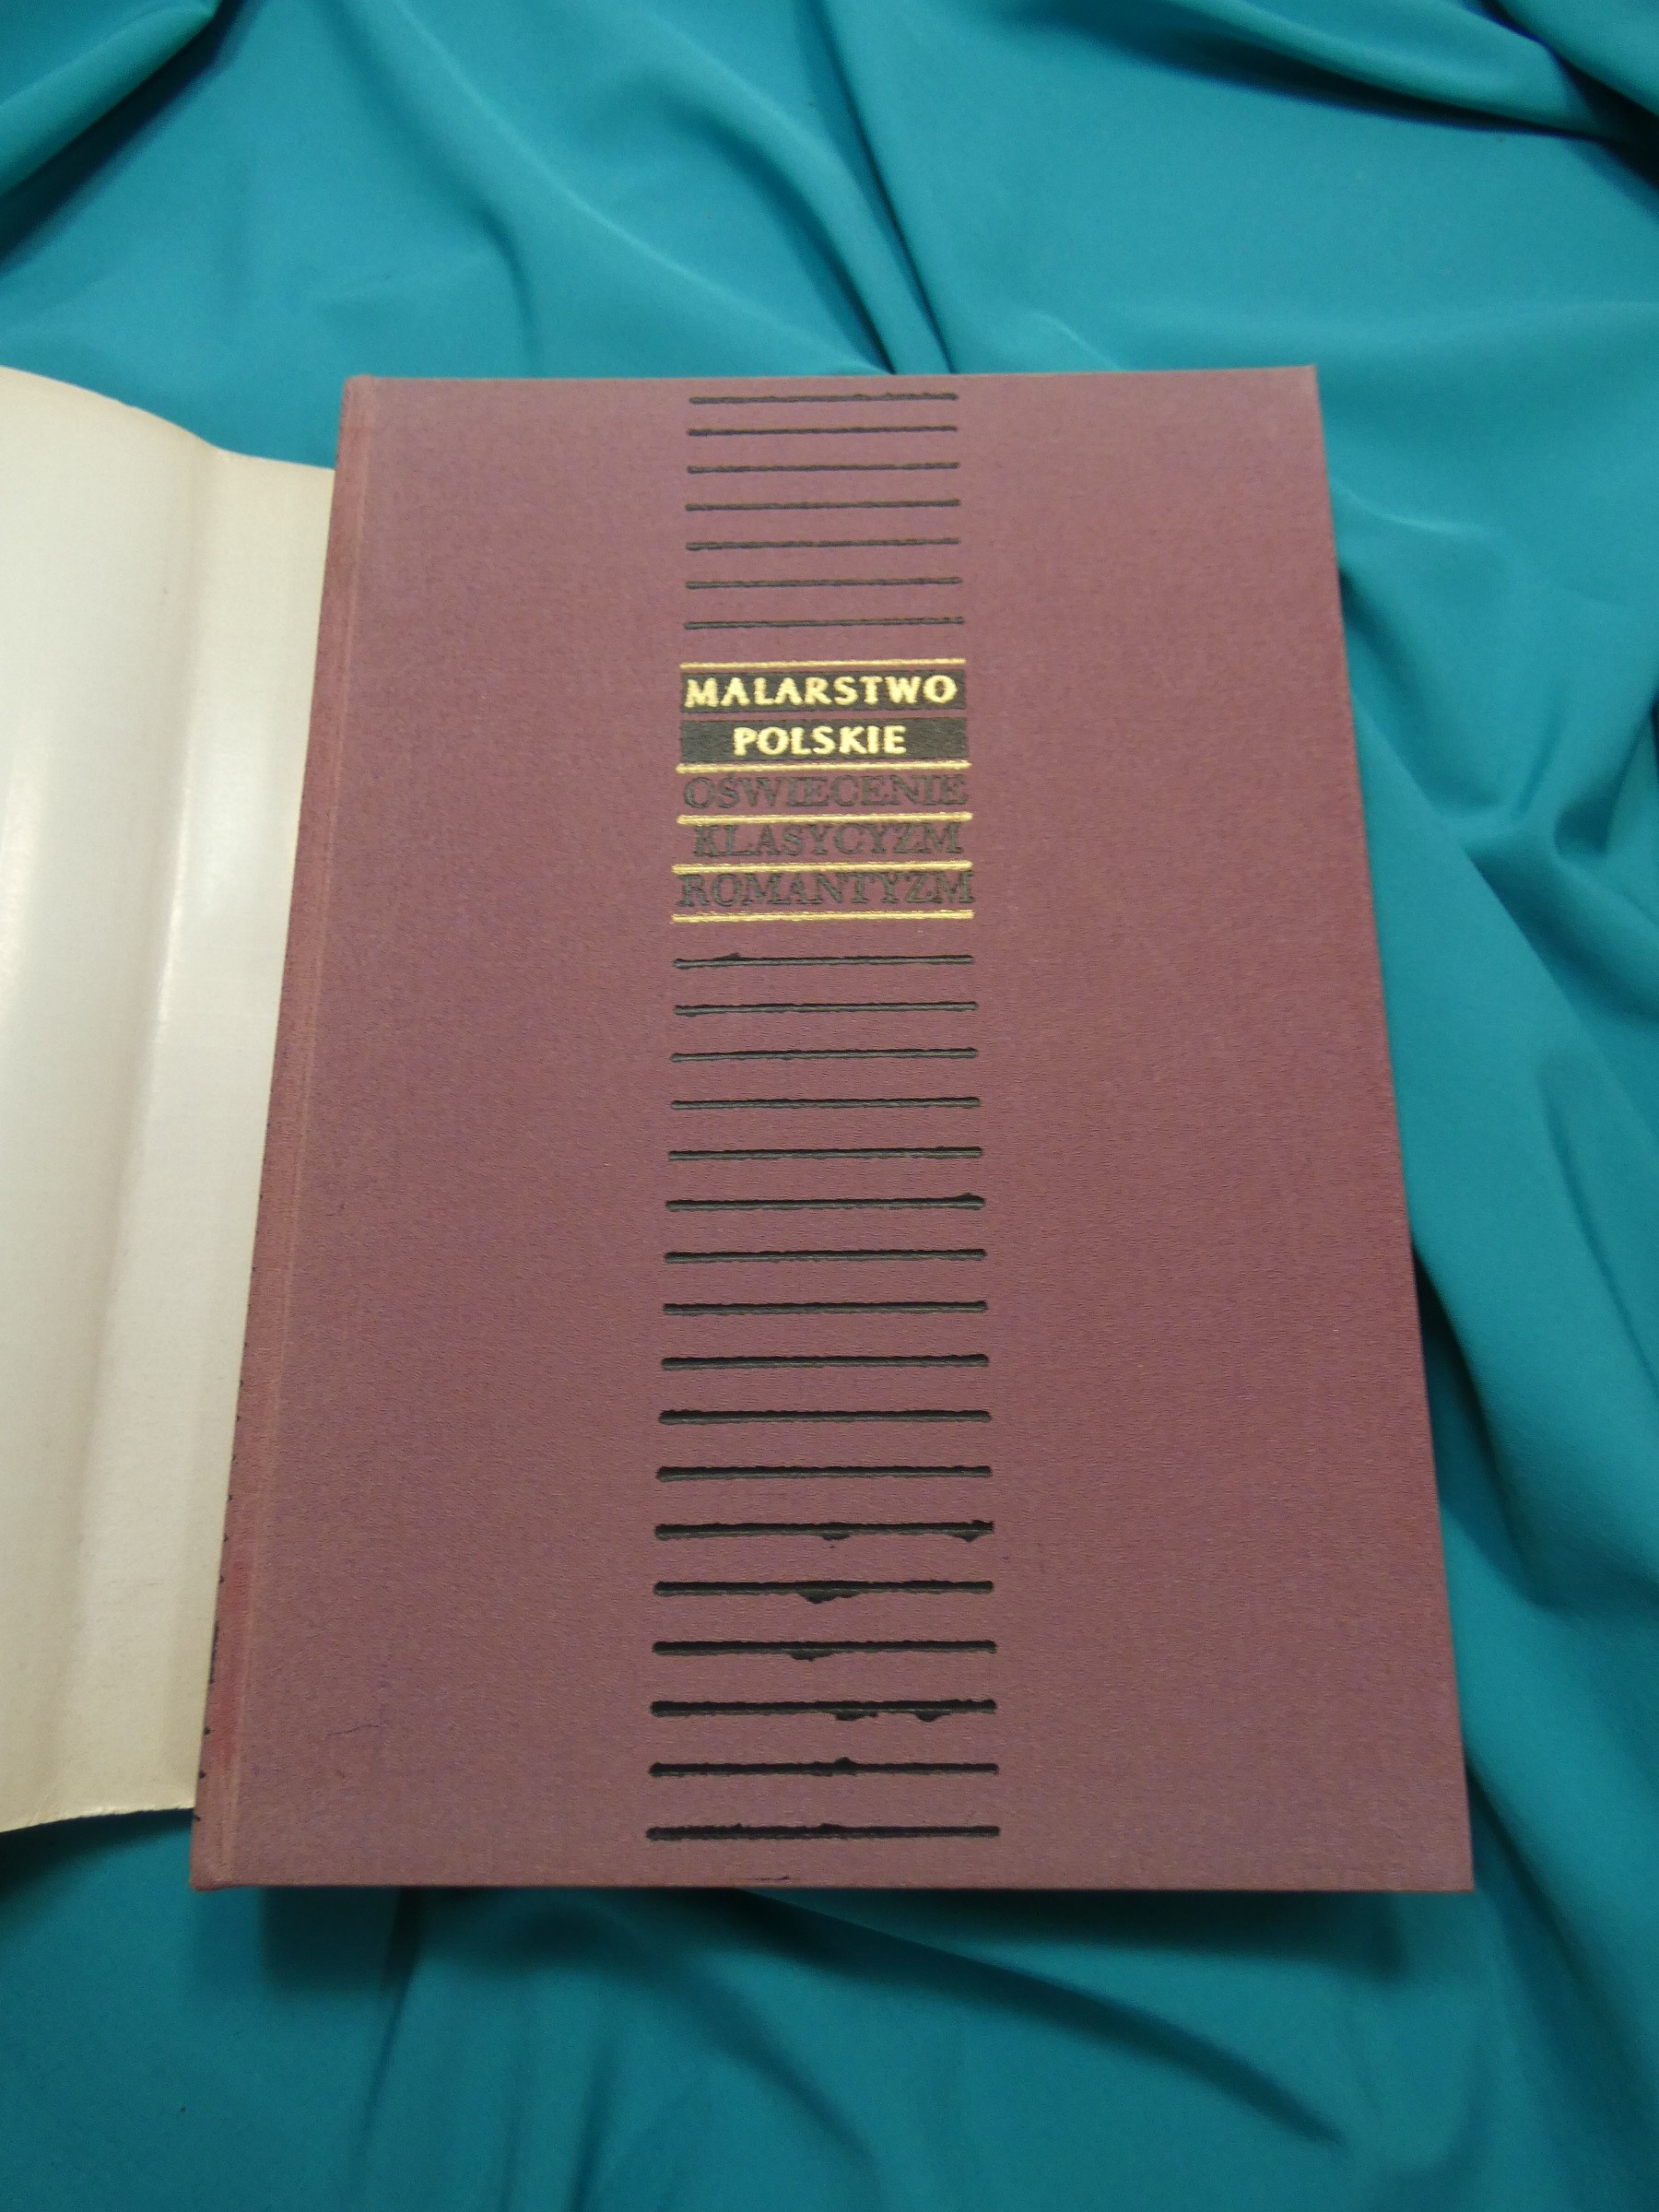 MALARSTWO
POLSKIE
OŚWIECENIE
KLASYCYZM
ROMANTYZM